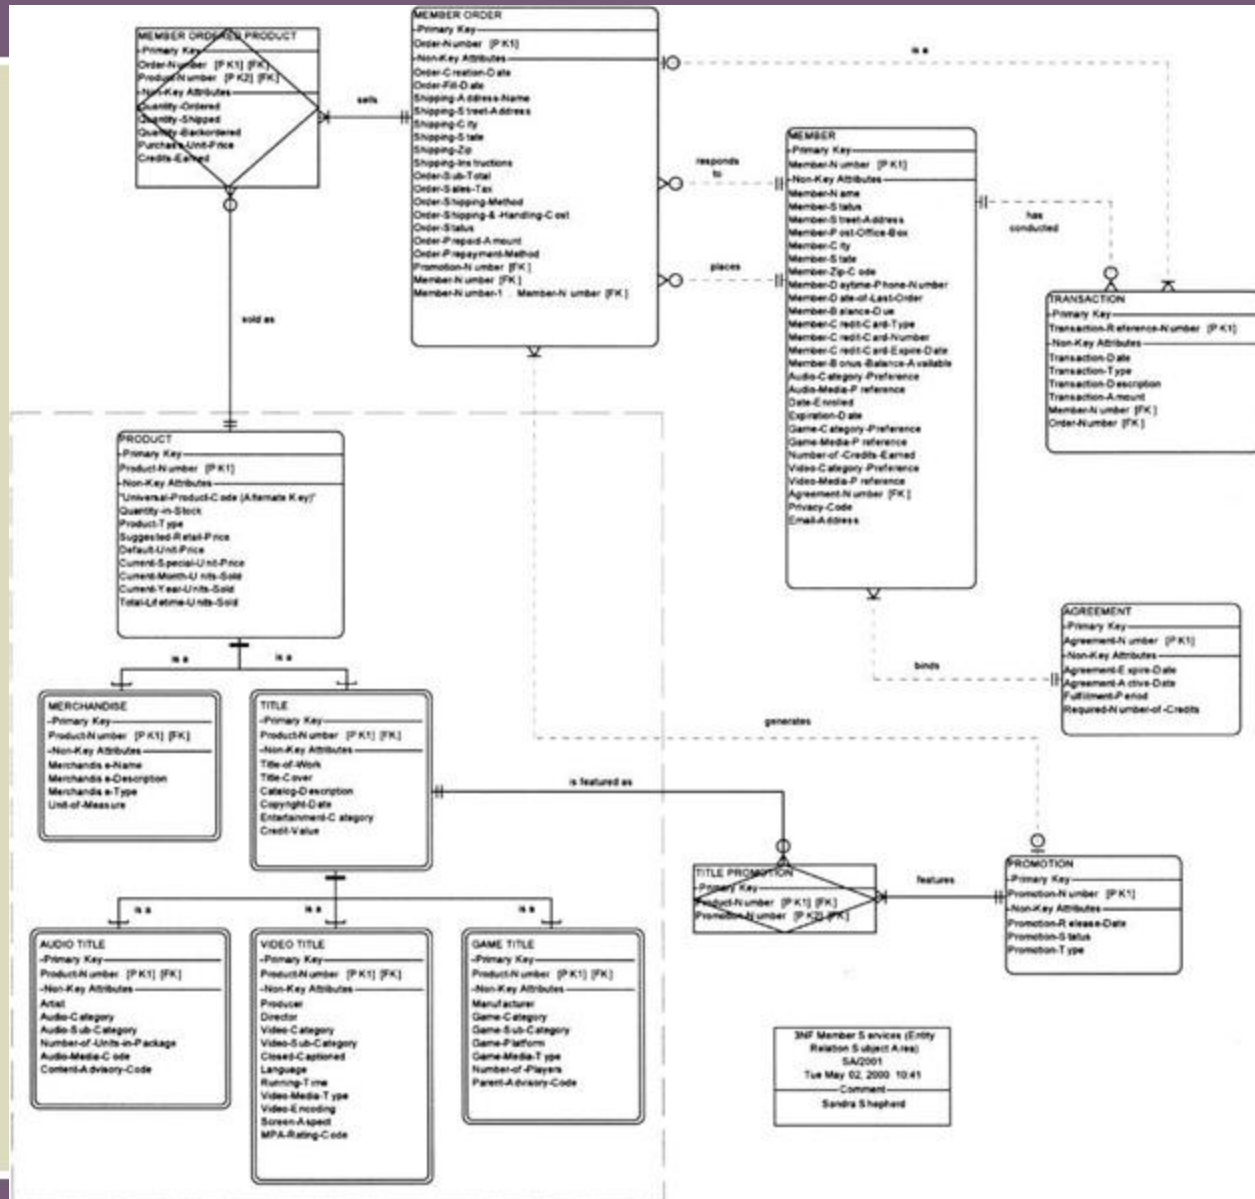 MEMBER ORDERED PRODUCT
-Primary Key
Order-Number [PK1] [FK]
Product-Number [PK2] [FK]
-Non-Key Attributes
Quantity-Ordered
Quantity-Shipped
Quantity-Backordered
Purchase-Unit-Price
Credits-Earned
sells
MEMBER ORDER
-Primary Key
Order-Number [PK1]
-Non-Key Attributes
Order-Creation-Date
Order-Fill-Date
Shipping-Address-Name
Shipping-Street-Address
Shipping-City
Shipping-State
Shipping-Zip
Shipping-Instructions
Order-Sub-Total
Order-Sales-Tax
Order-Shipping-Method
Order-Shipping-&-Handling-Cost
Order-Status
Order-Prepaid-Amount
Order-Prepayment-Method
Promotion-Number [FK]
Member-Number [FK]
Member-Number-1 . Member-Number [FK]
is a
responds
to
places
MEMBER
-Primary Key
Member-Number [PK1]
-Non-Key Attributes
Member-Name
Member-Status
Member-Street-Address
Member-Post-Office-Box
Member-City
Member-State
Member-Zip-Code
Member-Daytime-Phone-Number
Member-Date-of-Last-Order
Member-Balance-Due
Member-Credit-Card-Type
Member-Credit-Card-Number
Member-Credit-Card-Expire-Date
Member-Bonus-Balance-Available
Audio-Category-Preference
Audio-Media-Preference
Date-Enrolled
Expiration-Date
Game-Category-Preference
Game-Media-Preference
Number-of-Credits-Earned
Video-Category-Preference
Video-Media-Preference
Agreement-Number [FK]
Privacy-Code
Email-Address
has
conducted
TRANSACTION
-Primary Key
Transaction-Reference-Number [PK1]
-Non-Key Attributes
Transaction-Date
Transaction-Type
Transaction-Description
Transaction-Amount
Member-Number [FK]
Order-Number [FK]
sold as
PRODUCT
-Primary Key
Product-Number [PK1]
-Non-Key Attributes
"Universal-Product-Code (Alternate Key)"
Quantity-in-Stock
Product-Type
Suggested-Retail-Price
Default-Unit-Price
Current-Special-Unit-Price
Current-Month-Units-Sold
Current-Year-Units-Sold
Total-Lifetime-Units-Sold
is a
is a
binds
AGREEMENT
-Primary Key
Agreement-Number [PK1]
-Non-Key Attributes
Agreement-Expire-Date
Agreement-Active-Date
Fulfillment-Period
Required-Number-of-Credits
generates
MERCHANDISE
-Primary Key
Product-Number [PK1] [FK]
-Non-Key Attributes
Merchandise-Name
Merchandise-Description
Merchandise-Type
Unit-of-Measure
TITLE
-Primary Key
Product-Number [PK1] [FK]
-Non-Key Attributes
Title-of-Work
Title-Cover
Catalog-Description
Copyright-Date
Entertainment-Category
Credit-Value
is featured as
TITLE PROMOTION
-Primary Key
Product-Number [PK1] [FK]
Promotion-Number [PK2] [FK]
features
PROMOTION
-Primary Key
Promotion-Number [PK1]
-Non-Key Attributes
Promotion-Release-Date
Promotion-Status
Promotion-Type
is a
is a
is a
AUDIO TITLE
-Primary Key
Product-Number [PK1] [FK]
-Non-Key Attributes
Artist
Audio-Category
Audio-Sub-Category
Number-of-Units-in-Package
Audio-Media-Code
Content-Advisory-Code
VIDEO TITLE
-Primary Key
Product-Number [PK1] [FK]
-Non-Key Attributes
Producer
Director
Video-Category
Video-Sub-Category
Closed-Captioned
Language
Running-Time
Video-Media-Type
Video-Encoding
Screen-Aspect
MPA-Rating-Code
GAME TITLE
-Primary Key
Product-Number [PK1] [FK]
-Non-Key Attributes
Manufacturer
Game-Category
Game-Sub-Category
Game-Platform
Game-Media-Type
Number-of-Players
Parent-Advisory-Code
3NF Member Services (Entity
Relation Subject Area)
SA/2001
Tue May 02, 2000 10:41
Comment
Sandra Shepherd